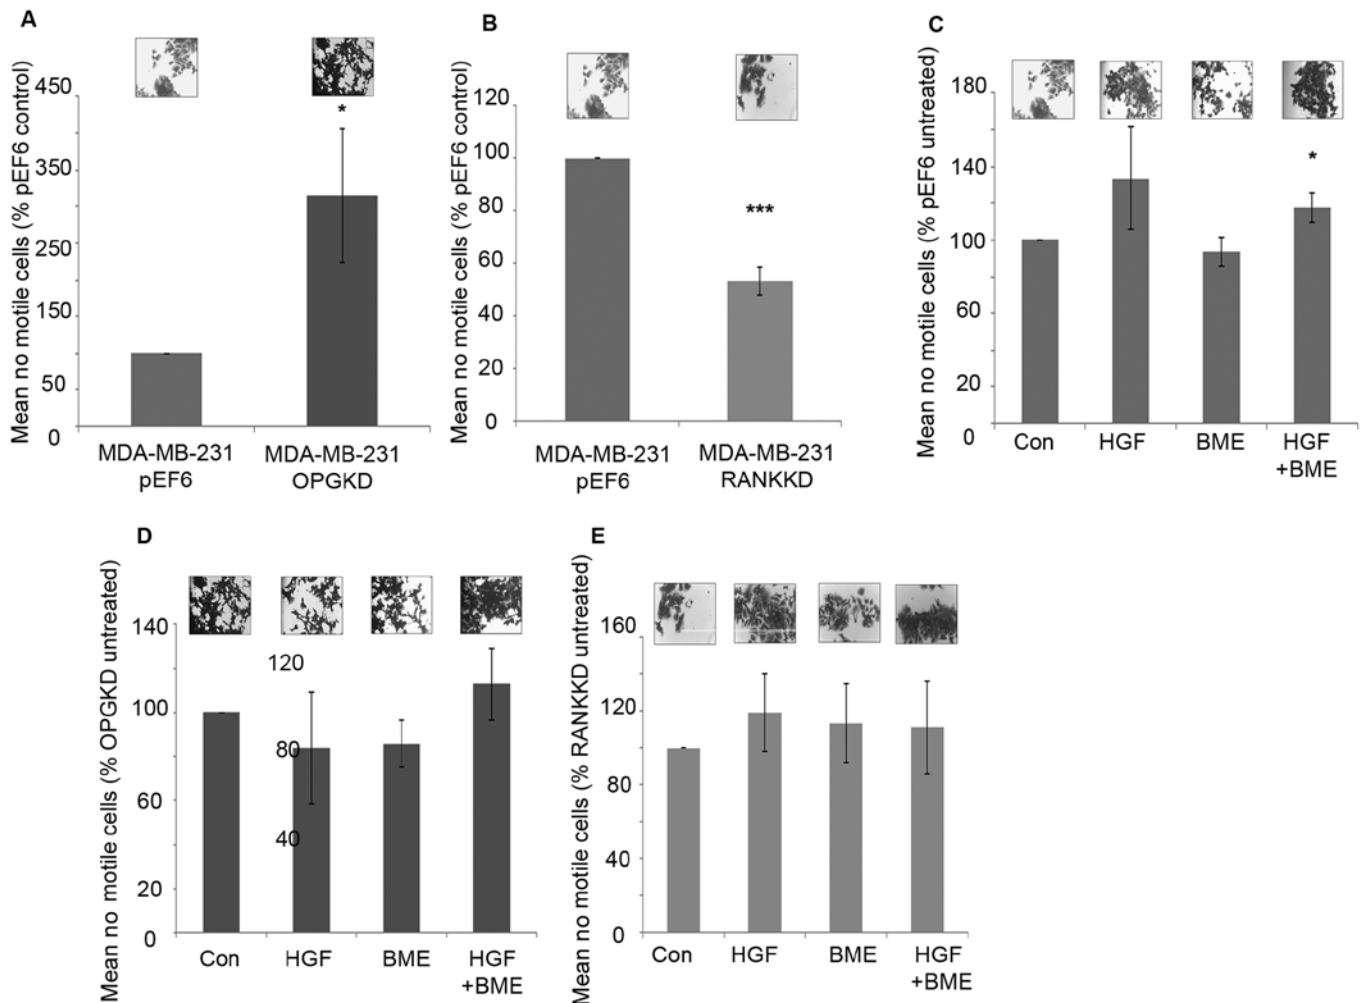 A
Mean no motile cells (% pEF6 control)
450
350
250
150
50
0
*
MDA-MB-231
pEF6
MDA-MB-231
OPGKD
B
Mean no motile cells (% pEF6 control)
120
100
80
60
40
20
0
***
MDA-MB-231
pEF6
MDA-MB-231
RANKKD
C
Mean no motile cells (% pEF6 untreated)
180
140
100
60
20
0
*
Con
HGF
BME
HGF
+BME
D
Mean no motile cells (% OPGKD untreated)
140
120
100
80
60
40
20
0
Con
HGF
BME
HGF
+BME
E
Mean no motile cells (% RANKKD untreated)
160
120
80
40
0
Con
HGF
BME
HGF
+BME